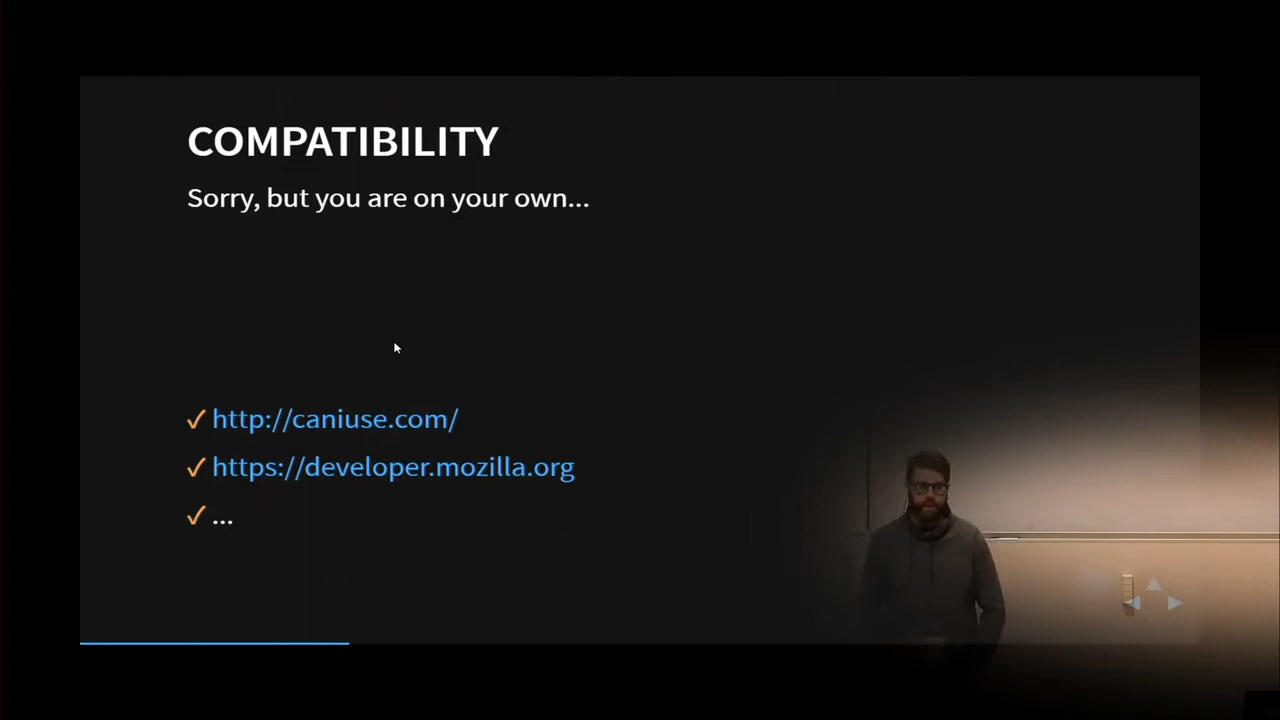 COMPATIBILITY
Sorry, but you are on your own...
✓ http://caniuse.com/
✓ https://developer.mozilla.org
✓ ...